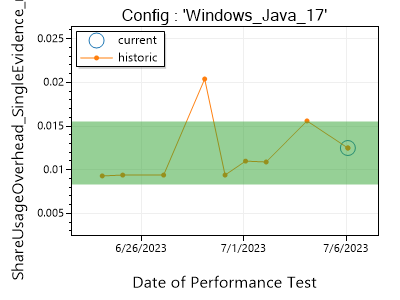 Config : 'Windows_Java_17'
ShareUsageOverhead_SingleEvidence_
0.025
0.02
0.015
0.01
0.005
current
historic
6/26/2023
7/1/2023
7/6/2023
Date of Performance Test